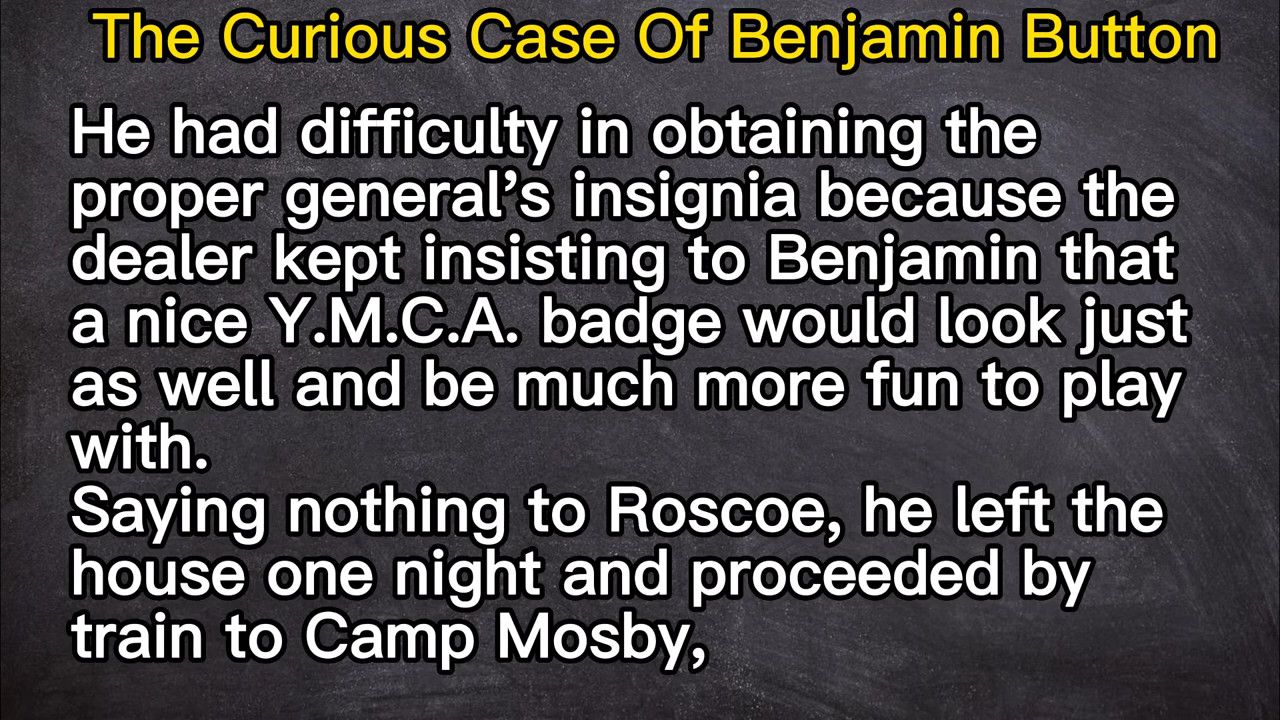 The Curious Case Of Benjamin Button
He had difficulty in obtaining the
proper general’s insignia because the
dealer kept insisting to Benjamin that
a nice Y.M.C.A. badge would look just
as well and be much more fun to play
with.
Saying nothing to Roscoe, he left the
house one night and proceeded by
train to Camp Mosby,